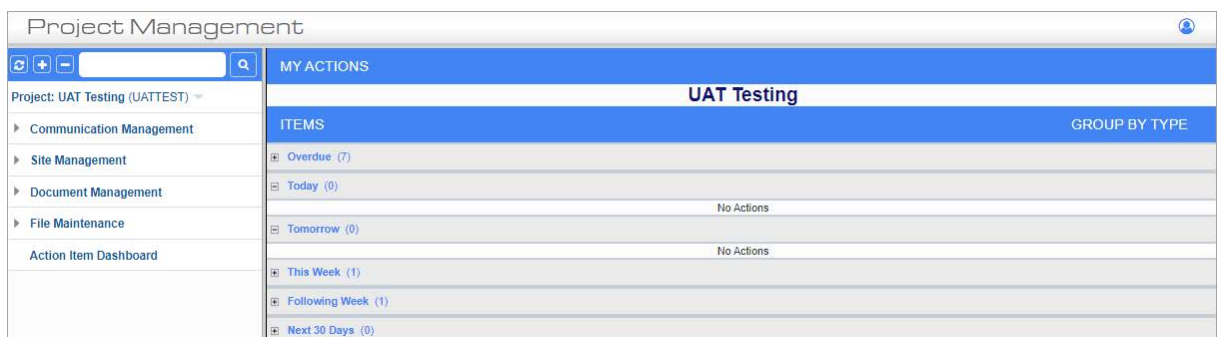 Project Management
MY ACTIONS
Project: UAT Testing (UATTEST)
UAT Testing
Communication Management
ITEMS
GROUP BY TYPE
Site Management
Overdue (7)
Document Management
Today (0)
No Actions
File Maintenance
Tomorrow (0)
Action Item Dashboard
No Actions
This Week (1)
Following Week (1)
Next 30 Days (0)